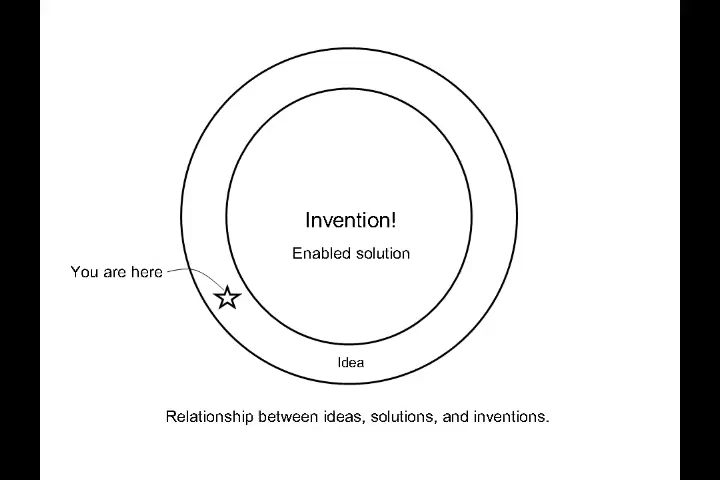 Invention!
Enabled solution
You are here
Idea
Relationship between ideas, solutions, and inventions.